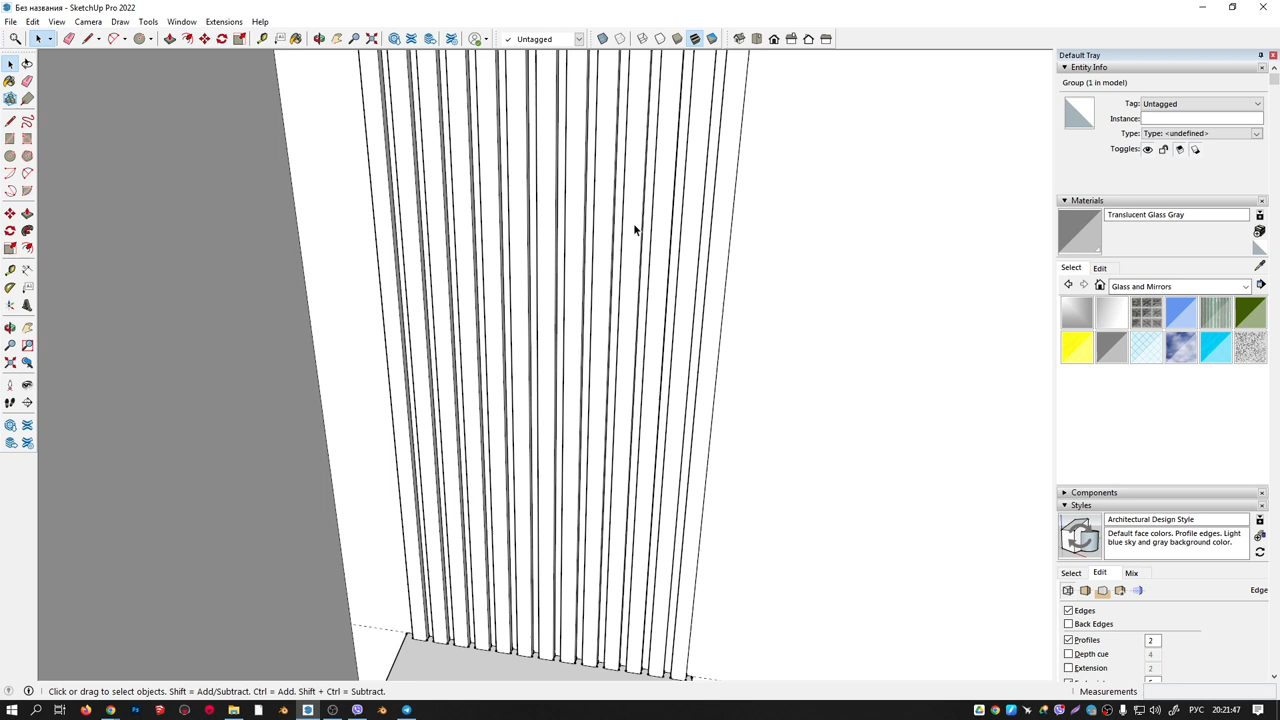 Без названия - SketchUp Pro 2022
File Edit View Camera Draw Tools Window Extensions Help
✓ Untagged
Default Tray
Entity Info
Group (1 in model)
Tag: Untagged
Instance:
Type: Type: <undefined>
Toggles:
Materials
Translucent Glass Gray
Select Edit
Glass and Mirrors
Components
Styles
Architectural Design Style
Default face colors. Profile edges. Light
blue sky and gray background color.
Select Edit Mix
Edge
Edges
Back Edges
Profiles 2
Depth cue 4
Extension 2
Click or drag to select objects. Shift = Add/Subtract. Ctrl = Add. Shift + Ctrl = Subtract.
Measurements
РУС 20:21:47